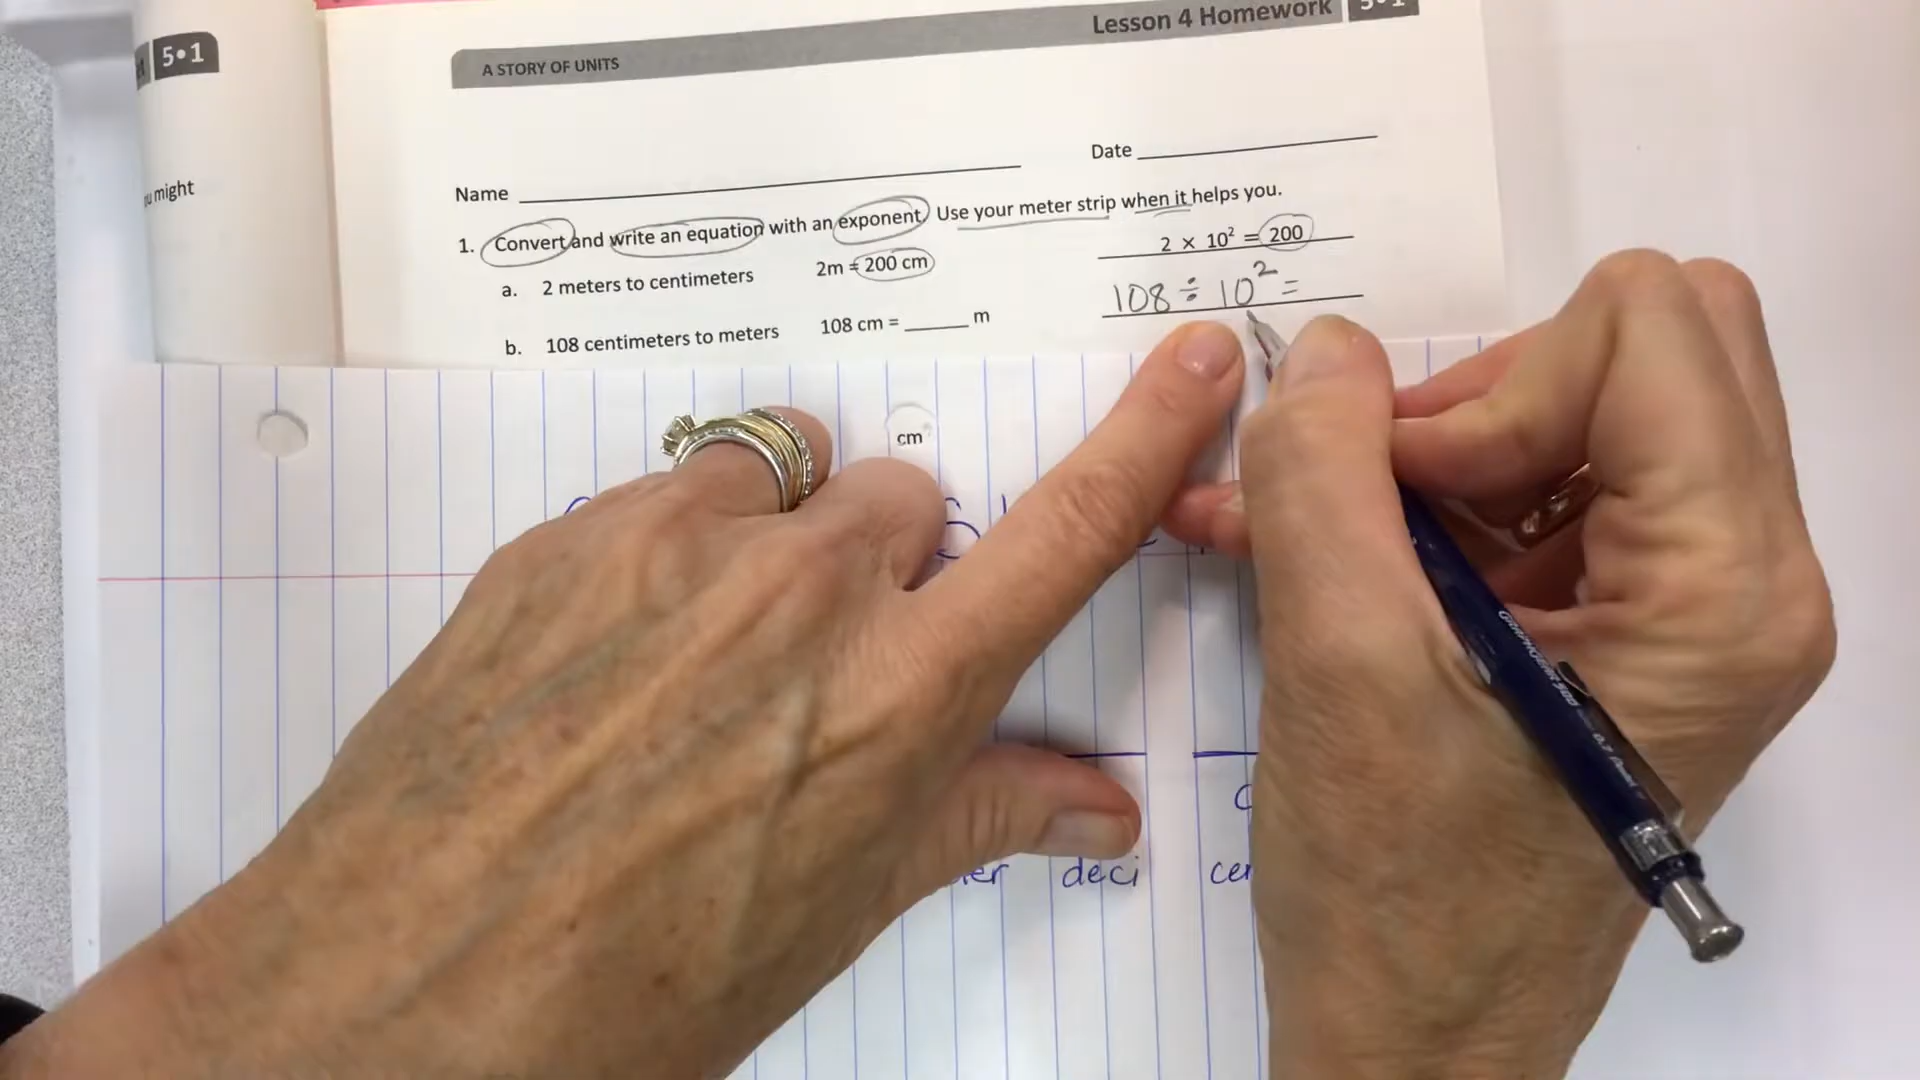 Lesson 4 Homework 5•1
5•1
A STORY OF UNITS
might
Name
Date
1. Convert and write an equation with an exponent. Use your meter strip when it helps you.
a. 2 meters to centimeters 2m = 200 cm 2 × 10² = 200
b. 108 centimeters to meters 108 cm = ______ m 108 ÷ 10² =
cm
deci